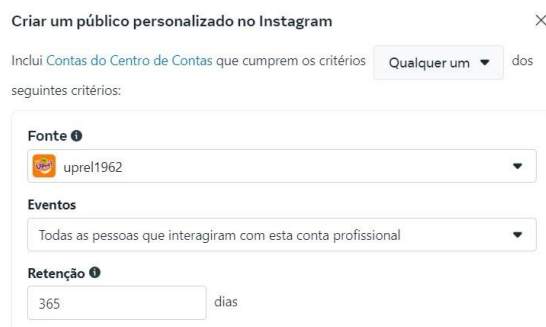 Criar um público personalizado no Instagram
Inclui Contas do Centro de Contas que cumprem os critérios Qualquer um dos
seguintes critérios:
Fonte
Uprel uprel1962
Eventos
Todas as pessoas que interagiram com esta conta profissional
Retenção
365 dias